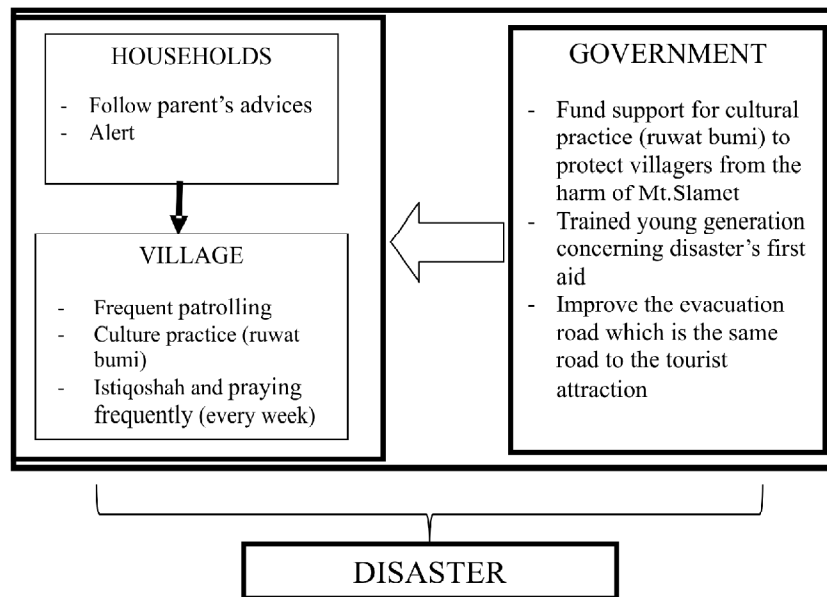 HOUSEHOLDS
- Follow parent's advices
- Alert
VILLAGE
- Frequent patrolling
- Culture practice (ruwat
bumi)
- Istiqoshah and praying
frequently (every week)
GOVERNMENT
- Fund support for cultural
practice (ruwat bumi) to
protect villagers from the
harm of Mt.Slamet
- Trained young generation
concerning disaster's first
aid
- Improve the evacuation
road which is the same
road to the tourist
attraction
DISASTER